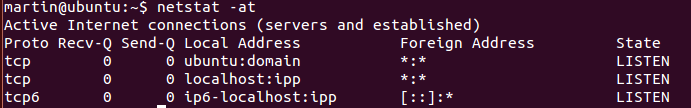 martin@ubuntu:~$ netstat -at
Active Internet connections (servers and established)
Proto Recv-Q Send-Q Local Address           Foreign Address         State
tcp        0      0 ubuntu:domain           *:*                     LISTEN
tcp        0      0 localhost:ipp           *:*                     LISTEN
tcp6       0      0 ip6-localhost:ipp       [::]:*                  LISTEN